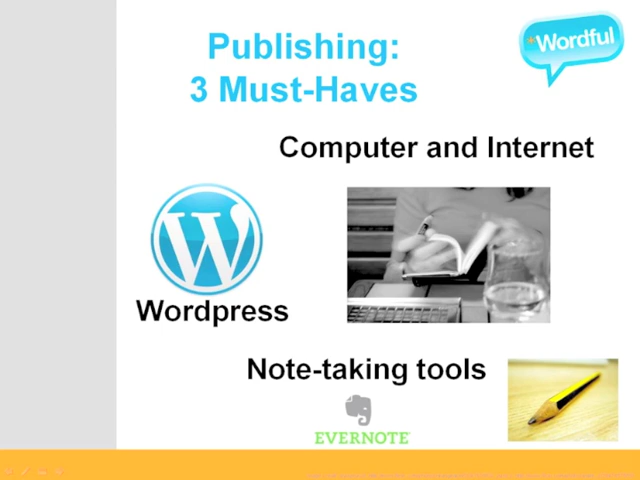 Publishing:
3 Must-Haves
*Wordful
Computer and Internet
W
Wordpress
Note-taking tools
EVERNOTE